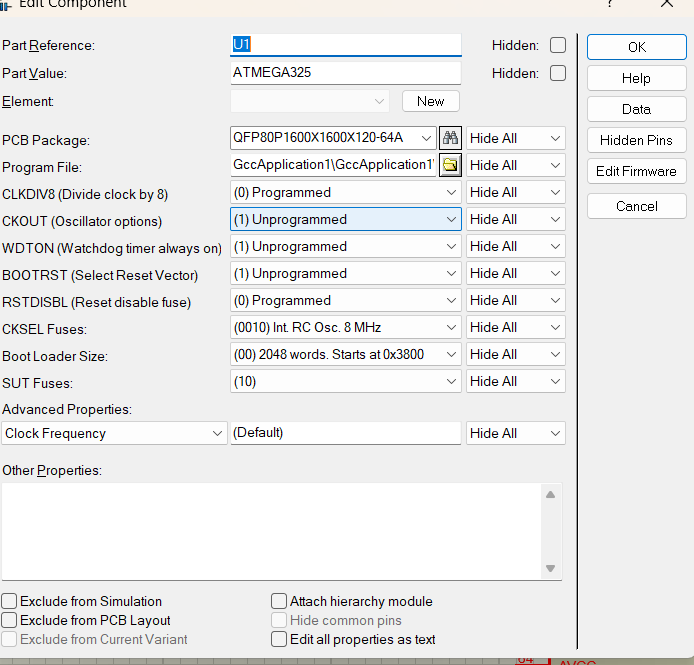 Edit Component ?
Part Reference: U1 Hidden: OK
Part Value: ATMEGA325 Hidden: Help
Element: New Data
PCB Package: QFP80P1600X1600X120-64A Hide All Hidden Pins
Program File: GccApplication1\GccApplication1\ Hide All Edit Firmware
CLKDIV8 (Divide clock by 8) (0) Programmed Hide All Cancel
CKOUT (Oscillator options) (1) Unprogrammed Hide All
WDTON (Watchdog timer always on) (1) Unprogrammed Hide All
BOOTRST (Select Reset Vector) (1) Unprogrammed Hide All
RSTDISBL (Reset disable fuse) (0) Programmed Hide All
CKSEL Fuses: (0010) Int. RC Osc. 8 MHz Hide All
Boot Loader Size: (00) 2048 words. Starts at 0x3800 Hide All
SUT Fuses: (10) Hide All
Advanced Properties:
Clock Frequency (Default) Hide All
Other Properties:
Exclude from Simulation Attach hierarchy module
Exclude from PCB Layout Hide common pins
Exclude from Current Variant Edit all properties as text
64 AVCC